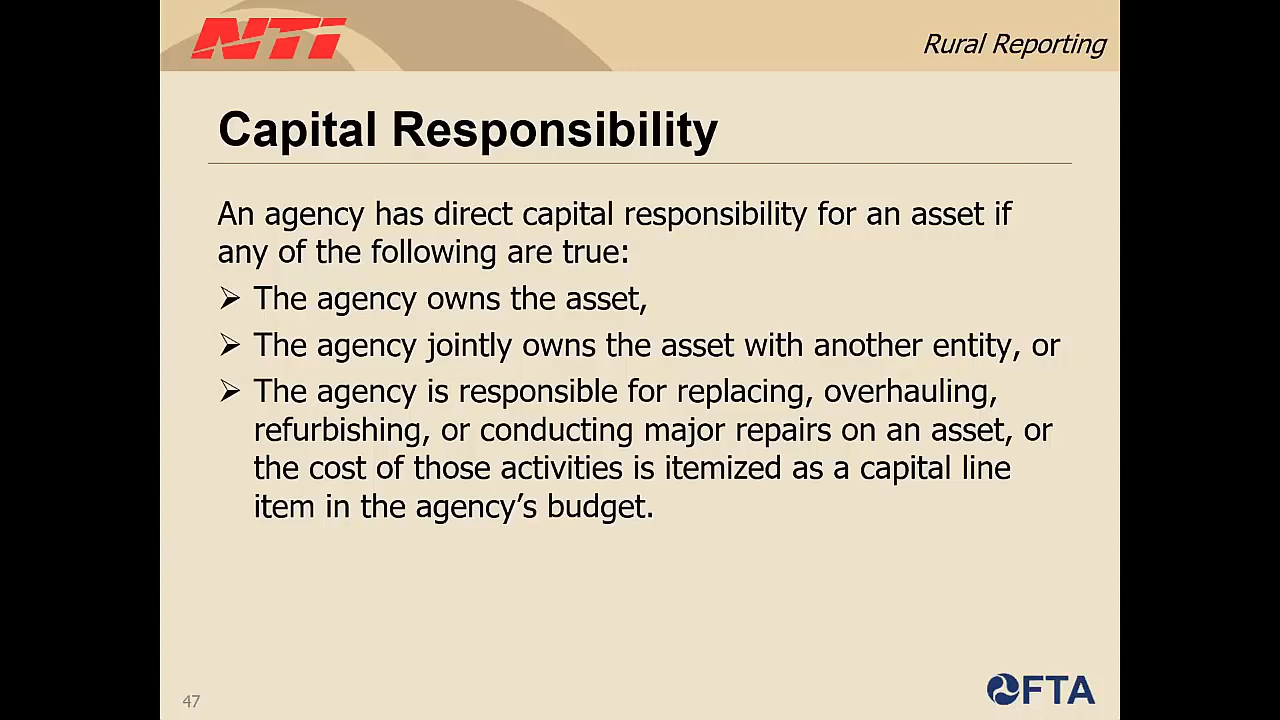 NTI
Rural Reporting
Capital Responsibility
An agency has direct capital responsibility for an asset if
any of the following are true:
➢ The agency owns the asset,
➢ The agency jointly owns the asset with another entity, or
➢ The agency is responsible for replacing, overhauling,
refurbishing, or conducting major repairs on an asset, or
the cost of those activities is itemized as a capital line
item in the agency’s budget.
47
FTA